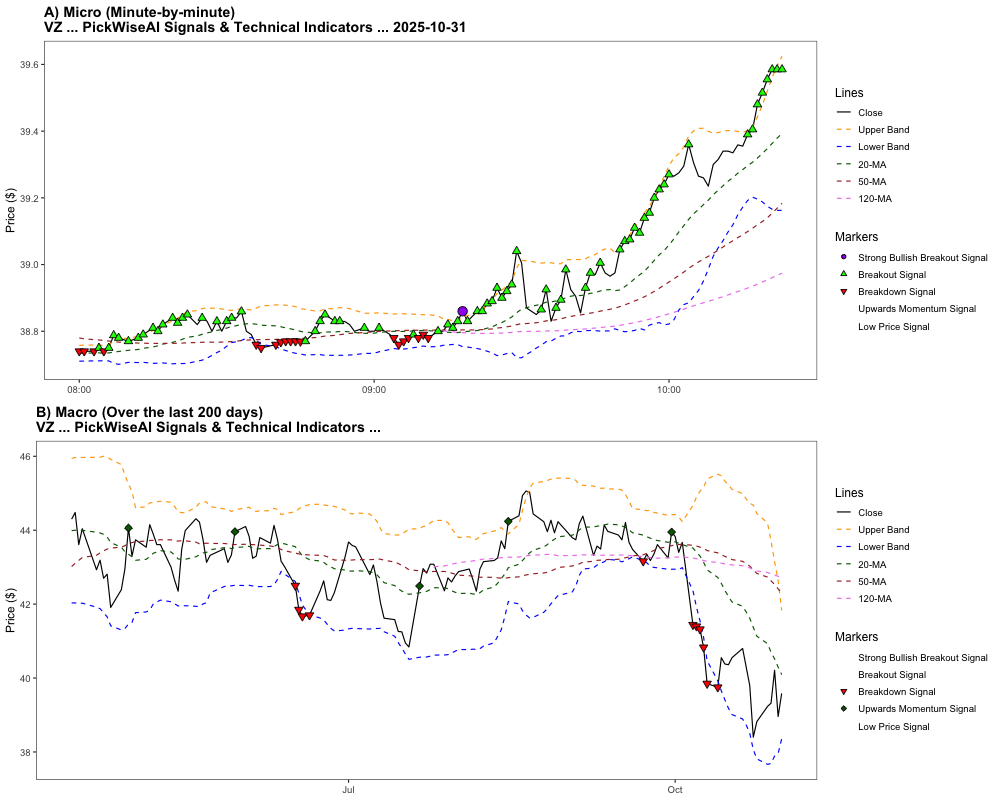 A) Micro (Minute-by-minute)
VZ ... PickWiseAI Signals & Technical Indicators ... 2025-10-31
Price ($)
39.6
39.4
39.2
39.0
38.8
08:00
09:00
10:00
Lines
Close
Upper Band
Lower Band
20-MA
50-MA
120-MA
Markers
Strong Bullish Breakout Signal
Breakout Signal
Breakdown Signal
Upwards Momentum Signal
Low Price Signal
B) Macro (Over the last 200 days)
VZ ... PickWiseAI Signals & Technical Indicators ...
Price ($)
46
44
42
40
38
Jul
Oct
Lines
Close
Upper Band
Lower Band
20-MA
50-MA
120-MA
Markers
Strong Bullish Breakout Signal
Breakout Signal
Breakdown Signal
Upwards Momentum Signal
Low Price Signal